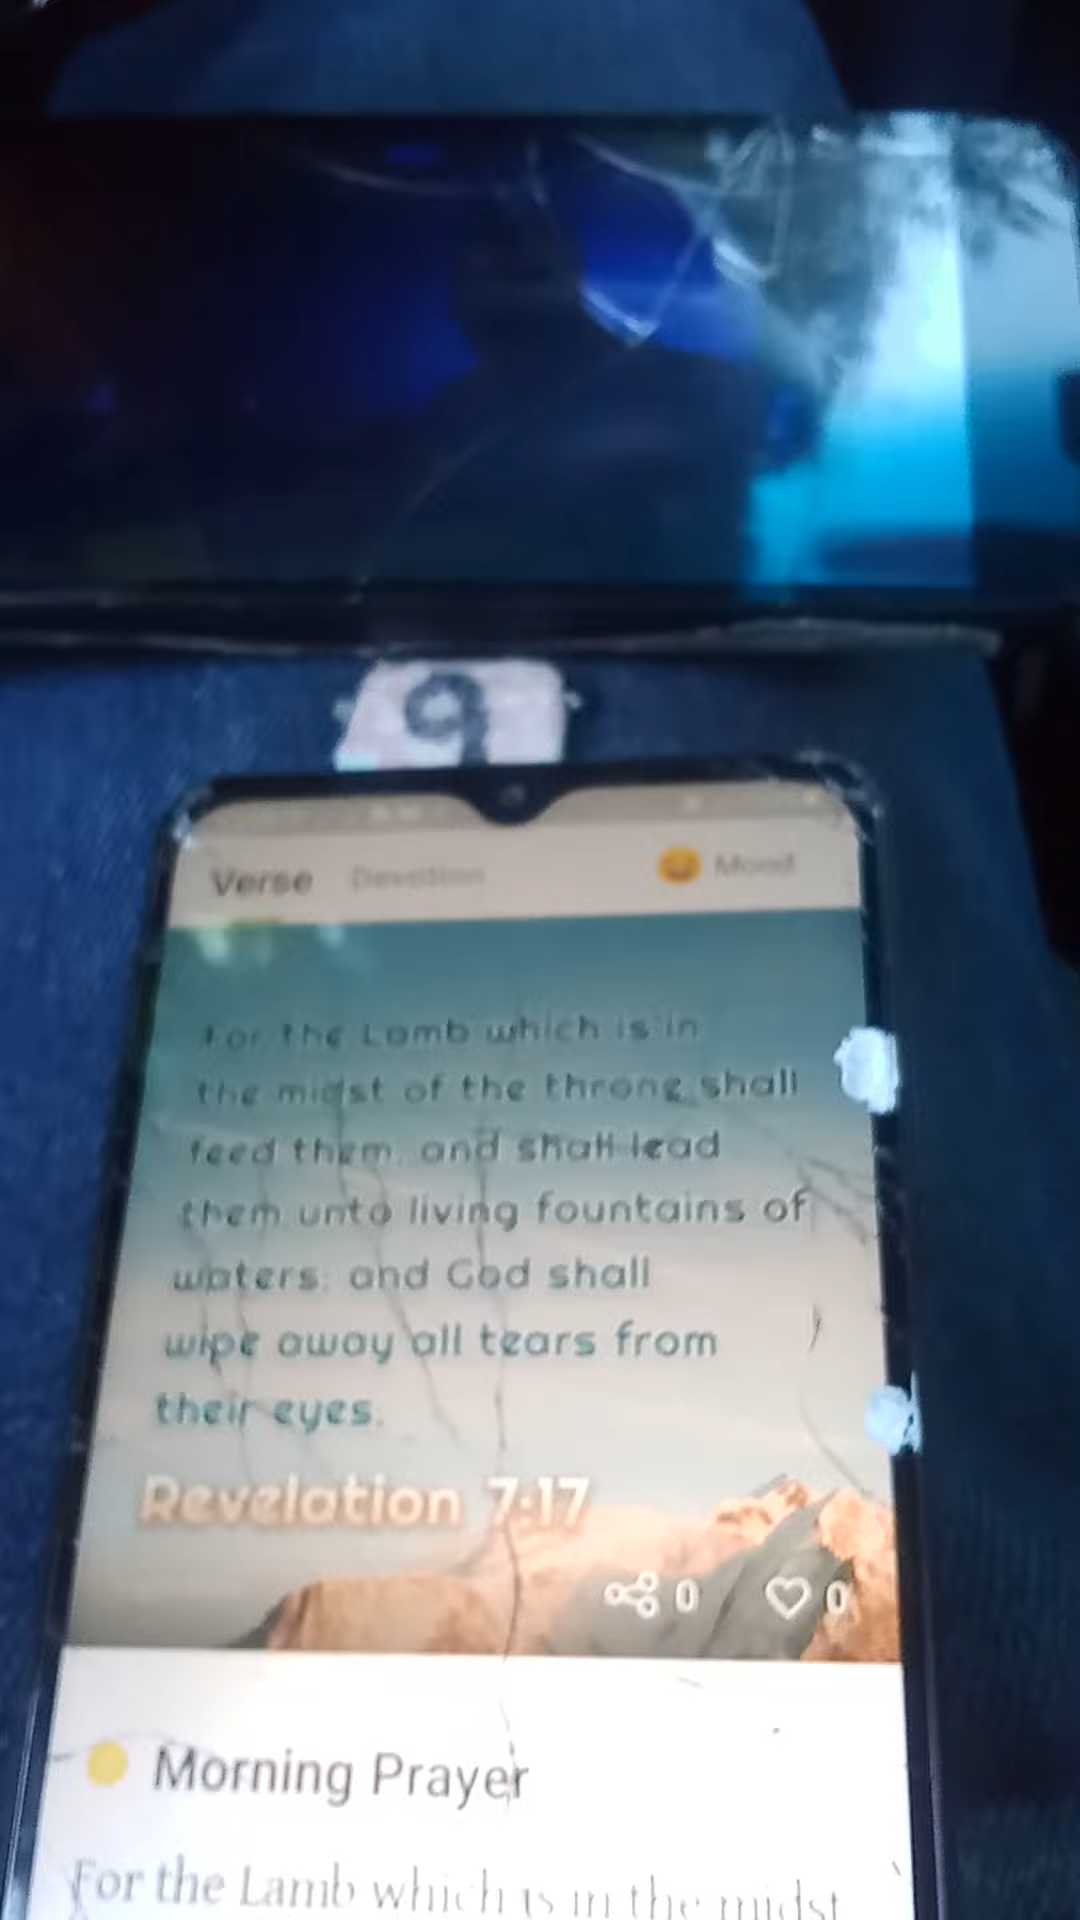 9
Verse Devotion Mood
For the Lamb which is in
the midst of the throne shall
feed them, and shall lead
them unto living fountains of
waters: and God shall
wipe away all tears from
their eyes.
Revelation 7:17
0 0
Morning Prayer
For the Lamb which is in the midst